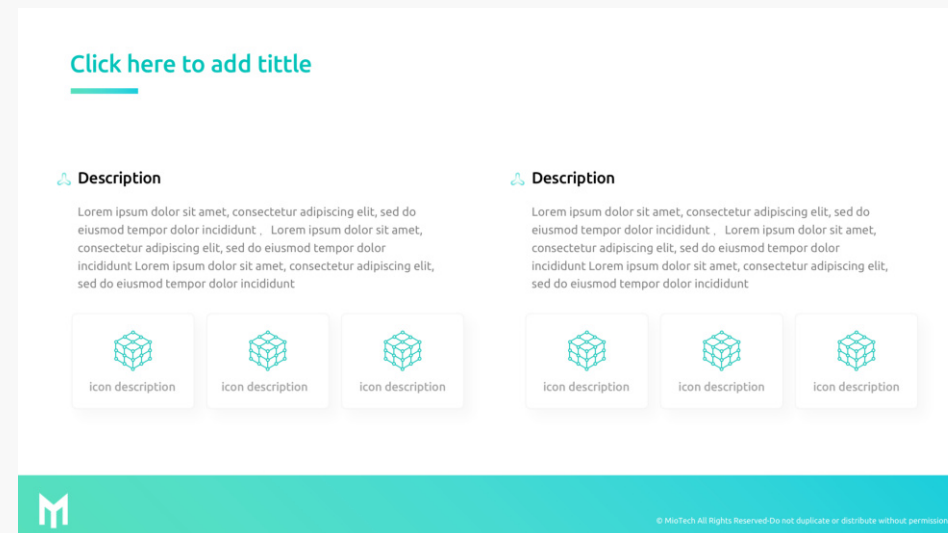 Click here to add tittle
Description
Lorem ipsum dolor sit amet, consectetur adipiscing elit, sed do
eiusmod tempor dolor incididunt 、 Lorem ipsum dolor sit amet,
consectetur adipiscing elit, sed do eiusmod tempor dolor
incididunt Lorem ipsum dolor sit amet, consectetur adipiscing elit,
sed do eiusmod tempor dolor incididunt
icon description
icon description
icon description
Description
Lorem ipsum dolor sit amet, consectetur adipiscing elit, sed do
eiusmod tempor dolor incididunt 、 Lorem ipsum dolor sit amet,
consectetur adipiscing elit, sed do eiusmod tempor dolor
incididunt Lorem ipsum dolor sit amet, consectetur adipiscing elit,
sed do eiusmod tempor dolor incididunt
icon description
icon description
icon description
© MioTech All Rights Reserved-Do not duplicate or distribute without permission